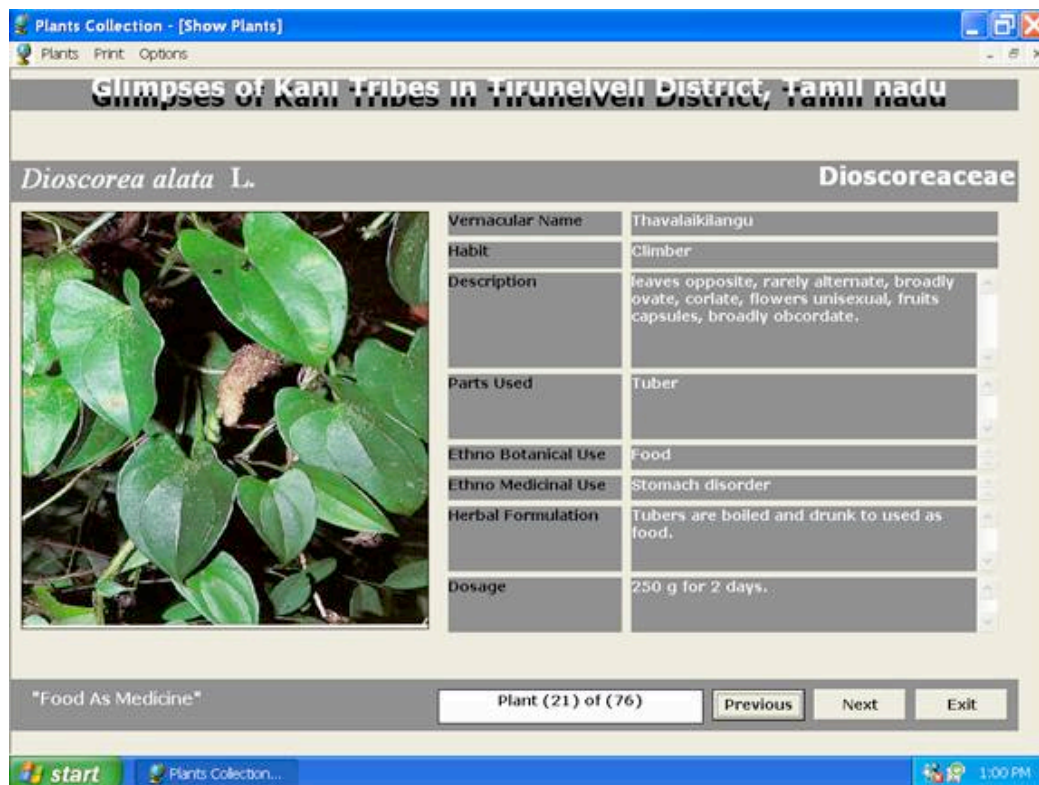 Plants Collection - [Show Plants]
Plants Print Options
Glimpses of Kani Tribes in Tirunelveli District, Tamil nadu
Dioscorea alata L.
Dioscoreaceae
Vernacular Name
Thavalaikilangu
Habit
Climber
Description
leaves opposite, rarely alternate, broadly
ovate, corlate, flowers unisexual, fruits
capsules, broadly obcordate.
Parts Used
Tuber
Ethno Botanical Use
Food
Ethno Medicinal Use
Stomach disorder
Herbal Formulation
Tubers are boiled and drunk to used as
food.
Dosage
250 g for 2 days.
"Food As Medicine"
Plant (21) of (76)
Previous
Next
Exit
start
Plants Collection...
1:00 PM